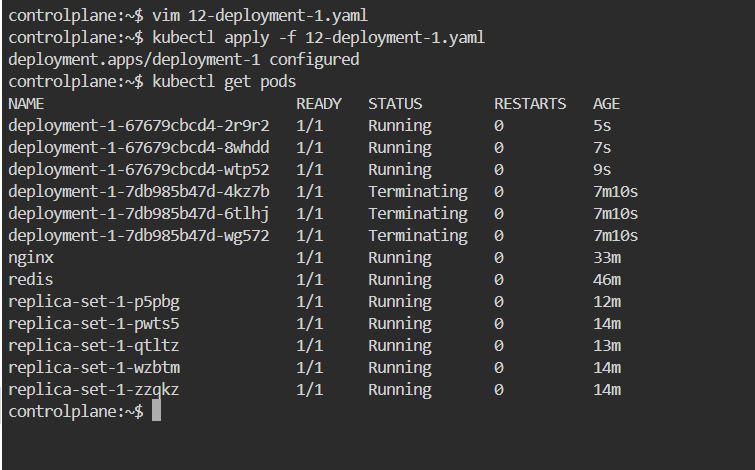 controlplane:~$ vim 12-deployment-1.yaml
controlplane:~$ kubectl apply -f 12-deployment-1.yaml
deployment.apps/deployment-1 configured
controlplane:~$ kubectl get pods
NAME                            READY   STATUS        RESTARTS   AGE
deployment-1-67679cbcd4-2r9r2   1/1     Running       0          5s
deployment-1-67679cbcd4-8whdd   1/1     Running       0          7s
deployment-1-67679cbcd4-wtp52   1/1     Running       0          9s
deployment-1-7db985b47d-4kz7b   1/1     Terminating   0          7m10s
deployment-1-7db985b47d-6tlhj   1/1     Terminating   0          7m10s
deployment-1-7db985b47d-wg572   1/1     Terminating   0          7m10s
nginx                           1/1     Running       0          33m
redis                           1/1     Running       0          46m
replica-set-1-p5pbg             1/1     Running       0          12m
replica-set-1-pwts5             1/1     Running       0          14m
replica-set-1-qtltz             1/1     Running       0          13m
replica-set-1-wzbtm             1/1     Running       0          14m
replica-set-1-zzqkz             1/1     Running       0          14m
controlplane:~$